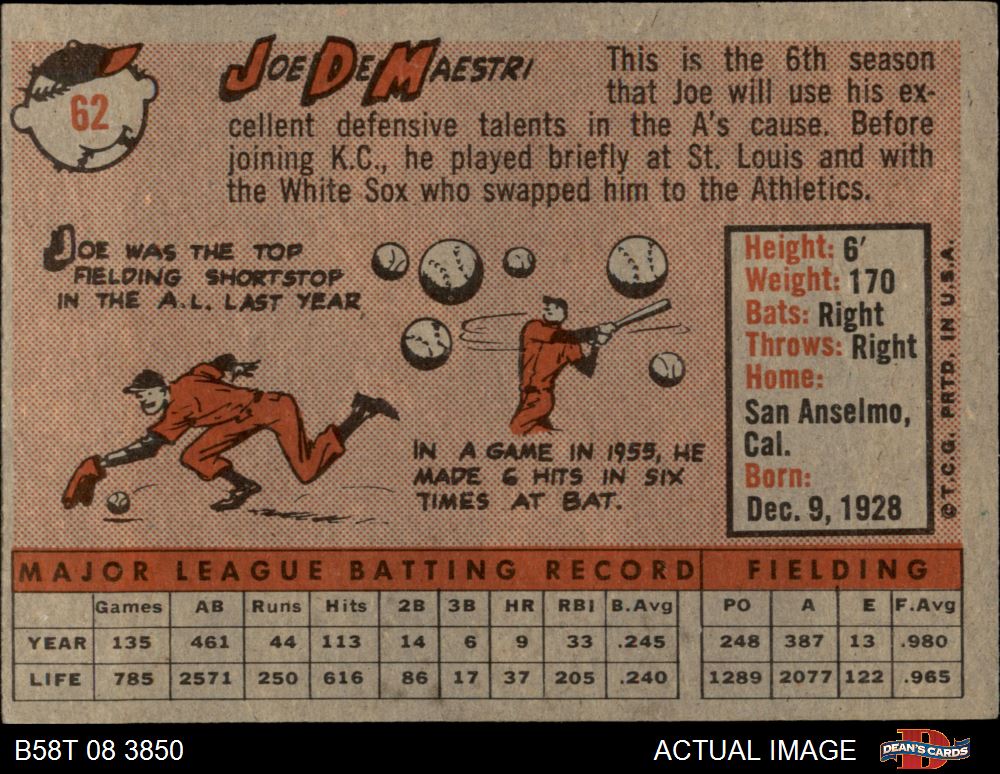 62
Joe De Maestri
This is the 6th season
that Joe will use his ex-
cellent defensive talents in the A's cause. Before
joining K.C., he played briefly at St. Louis and with
the White Sox who swapped him to the Athletics.
Joe was the top
fielding shortstop
in the A.L. last year
In a game in 1955, he
made 6 hits in six
times at bat.
Height: 6'
Weight: 170
Bats: Right
Throws: Right
Home:
San Anselmo,
Cal.
Born:
Dec. 9, 1928
© T.C.G. PRTD. IN U.S.A.
MAJOR LEAGUE BATTING RECORD FIELDING
Games AB Runs Hits 2B 3B HR RBI B.Avg PO A E F.Avg
YEAR 135 461 44 113 14 6 9 33 .245 248 387 13 .980
LIFE 785 2571 250 616 86 17 37 205 .240 1289 2077 122 .965
B58T 08 3850 ACTUAL IMAGE DEAN'S CARDS